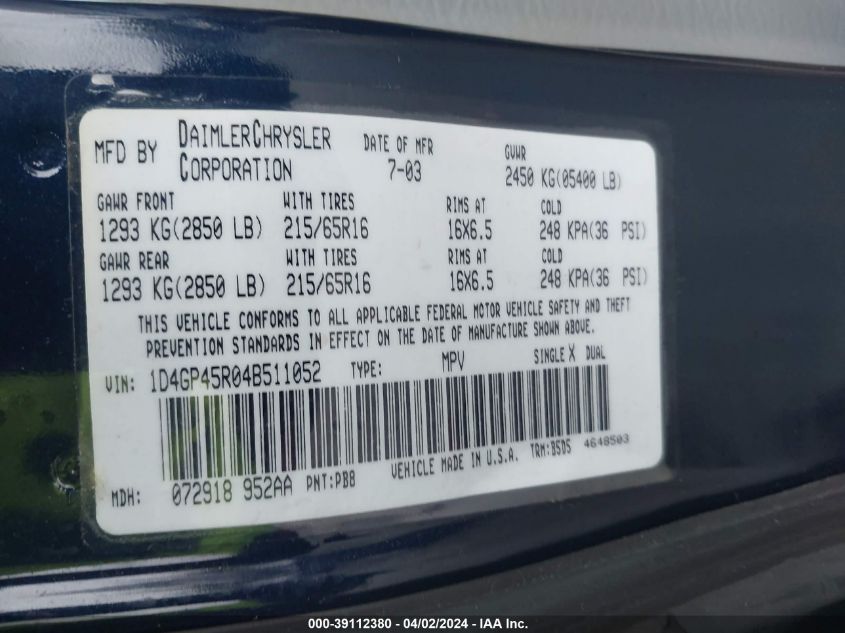 MFD BY DAIMLERCHRYSLER CORPORATION DATE OF MFR 7-03 GVWR 2450 KG(05400 LB)
GAWR FRONT WITH TIRES RIMS AT COLD
1293 KG(2850 LB) 215/65R16 16X6.5 248 KPA(36 PSI)
GAWR REAR WITH TIRES RIMS AT COLD
1293 KG(2850 LB) 215/65R16 16X6.5 248 KPA(36 PSI)
THIS VEHICLE CONFORMS TO ALL APPLICABLE FEDERAL MOTOR VEHICLE SAFETY AND THEFT
PREVENTION STANDARDS IN EFFECT ON THE DATE OF MANUFACTURE SHOWN ABOVE.
VIN: 1D4GP45R04B511052 TYPE: MPV SINGLE X DUAL
MDH: 072918 952AA PNT:PB8 VEHICLE MADE IN U.S.A. TRM:B5D5 4648503
000-39112380 - 04/02/2024 - IAA Inc.